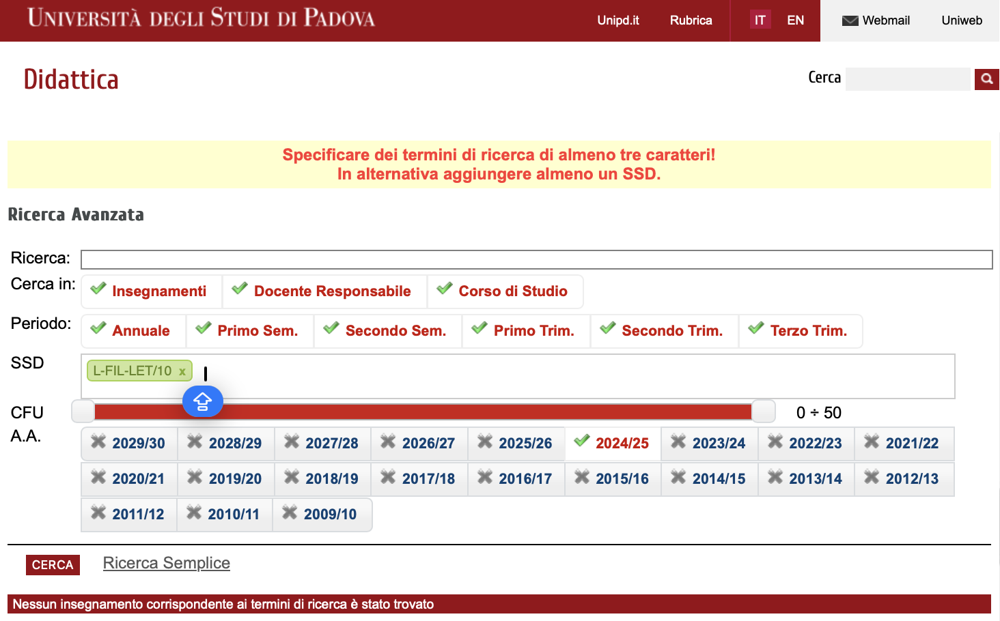 Università degli Studi di Padova
Unipd.it Rubrica IT EN Webmail Uniweb
Didattica
Cerca
Specificare dei termini di ricerca di almeno tre caratteri!
In alternativa aggiungere almeno un SSD.
Ricerca Avanzata
Ricerca:
Cerca in: Insegnamenti Docente Responsabile Corso di Studio
Periodo: Annuale Primo Sem. Secondo Sem. Primo Trim. Secondo Trim. Terzo Trim.
SSD L-FIL-LET/10 x
CFU 0 ÷ 50
A.A. 2029/30 2028/29 2027/28 2026/27 2025/26 2024/25 2023/24 2022/23 2021/22
2020/21 2019/20 2018/19 2017/18 2016/17 2015/16 2014/15 2013/14 2012/13
2011/12 2010/11 2009/10
CERCA Ricerca Semplice
Nessun insegnamento corrispondente ai termini di ricerca è stato trovato